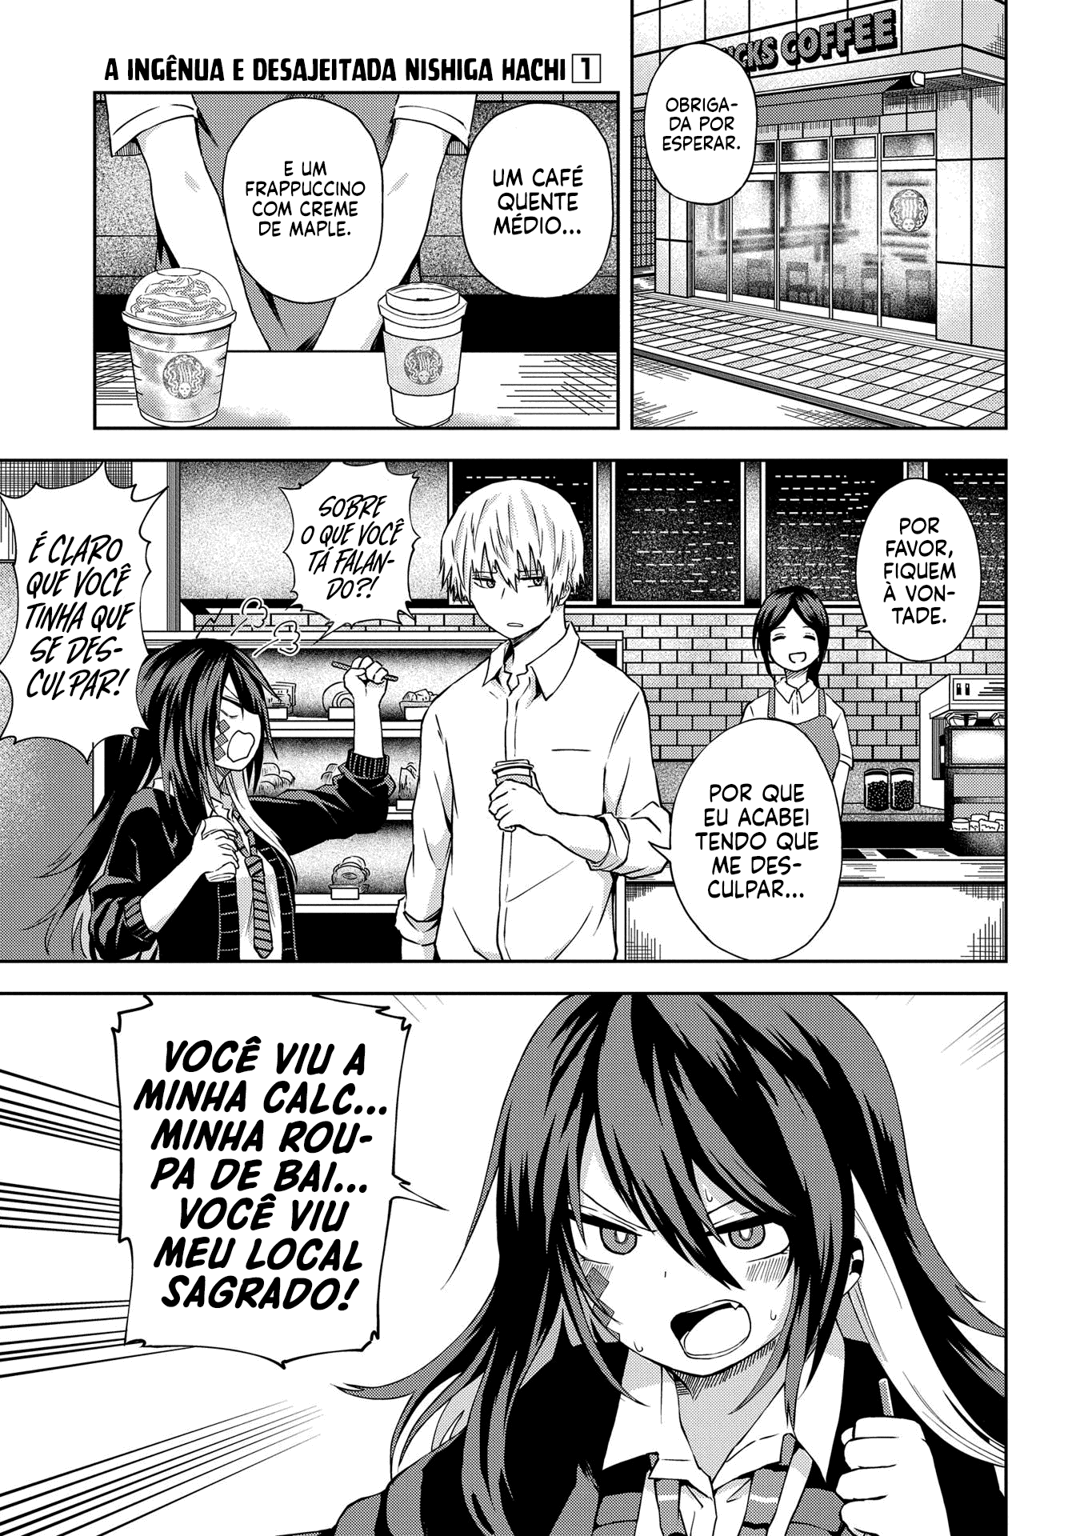 A INGÊNUA E DESAJEITADA NISHIGA HACHI 1
COFFEE
OBRIGA-
DA POR
ESPERAR.
UM CAFÉ
QUENTE
MÉDIO...
E UM
FRAPPUCCINO
COM CREME
DE MAPLE.
POR
FAVOR,
FIQUEM
À VON-
TADE.
POR QUE
EU ACABEI
TENDO QUE
ME DES-
CULPAR...
SOBRE
O QUE VOCÊ
TÁ FALAN-
DO?!
É CLARO
QUE VOCÊ
TINHA QUE
SE DES-
CULPAR!
VOCÊ VIU A
MINHA CALC...
MINHA ROU-
PA DE BAI...
VOCÊ VIU
MEU LOCAL
SAGRADO!